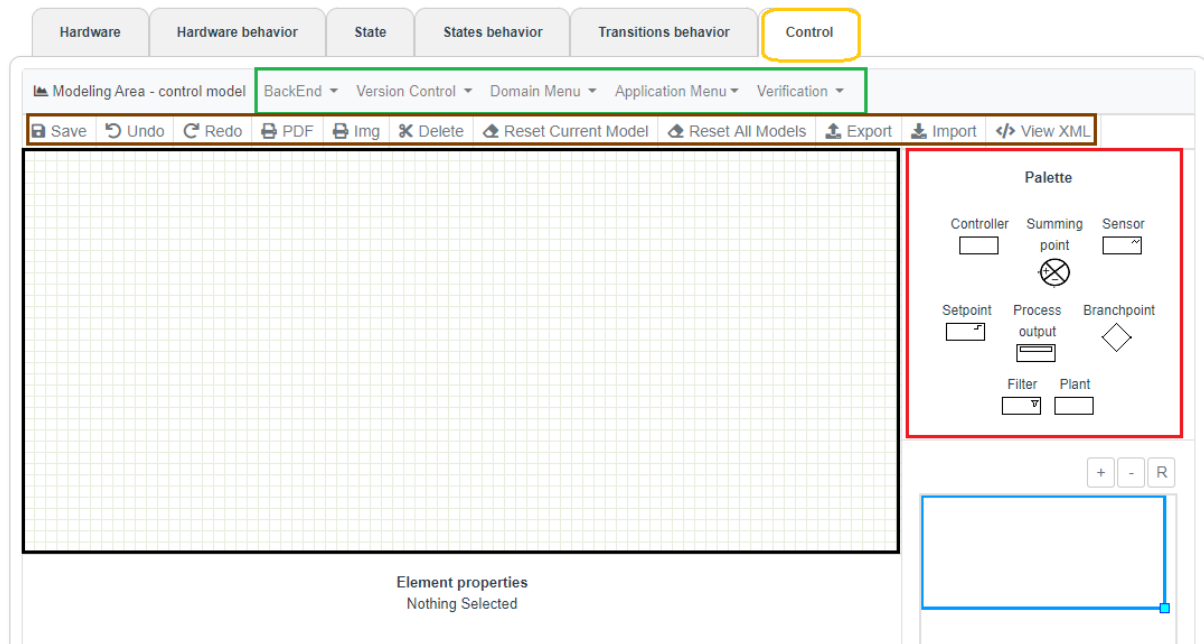 Hardware Hardware behavior State States behavior Transitions behavior Control
Modeling Area - control model BackEnd Version Control Domain Menu Application Menu Verification
Save Undo Redo PDF Img Delete Reset Current Model Reset All Models Export Import View XML
Palette
Controller Summing point Sensor
Setpoint Process output Branchpoint
Filter Plant
+ - R
Element properties
Nothing Selected